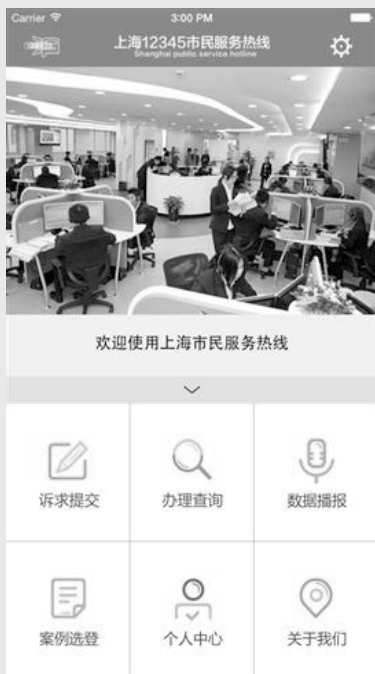 Carrier 3:00 PM
上海12345市民服务热线
Shanghai public service hotline
欢迎使用上海市民服务热线
诉求提交 办理查询 数据播报
案例选登 个人中心 关于我们